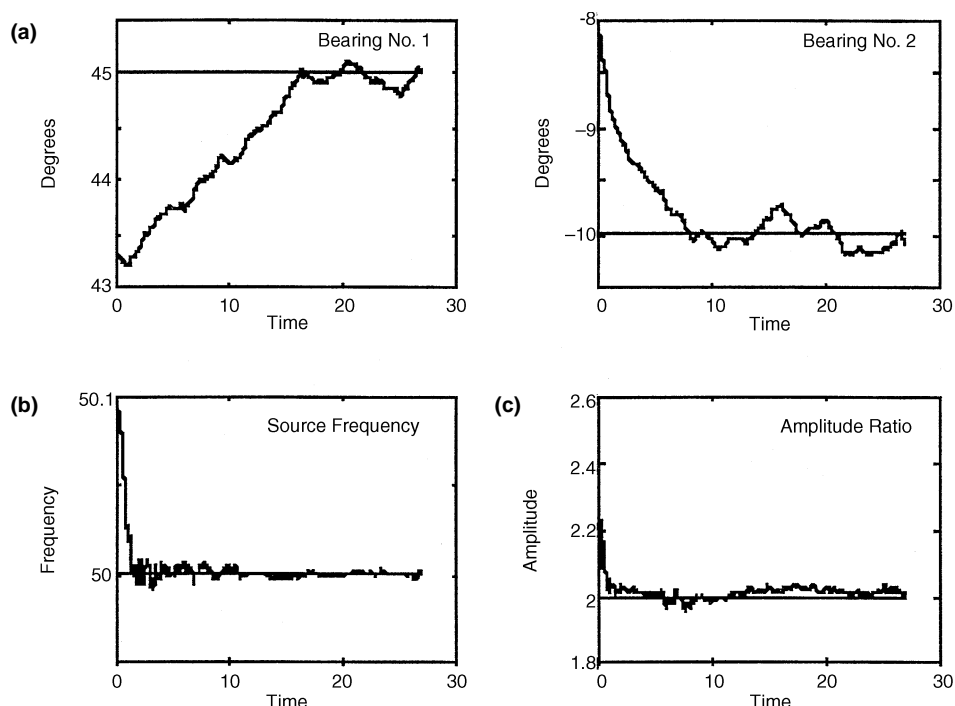 (a)
Bearing No. 1
45
44
43
Degrees
0 10 20 30
Time
Bearing No. 2
-8
-9
-10
Degrees
0 10 20 30
Time
(b)
Source Frequency
50.1
50
Frequency
0 10 20 30
Time
(c)
Amplitude Ratio
2.6
2.4
2.2
2
1.8
Amplitude
0 10 20 30
Time